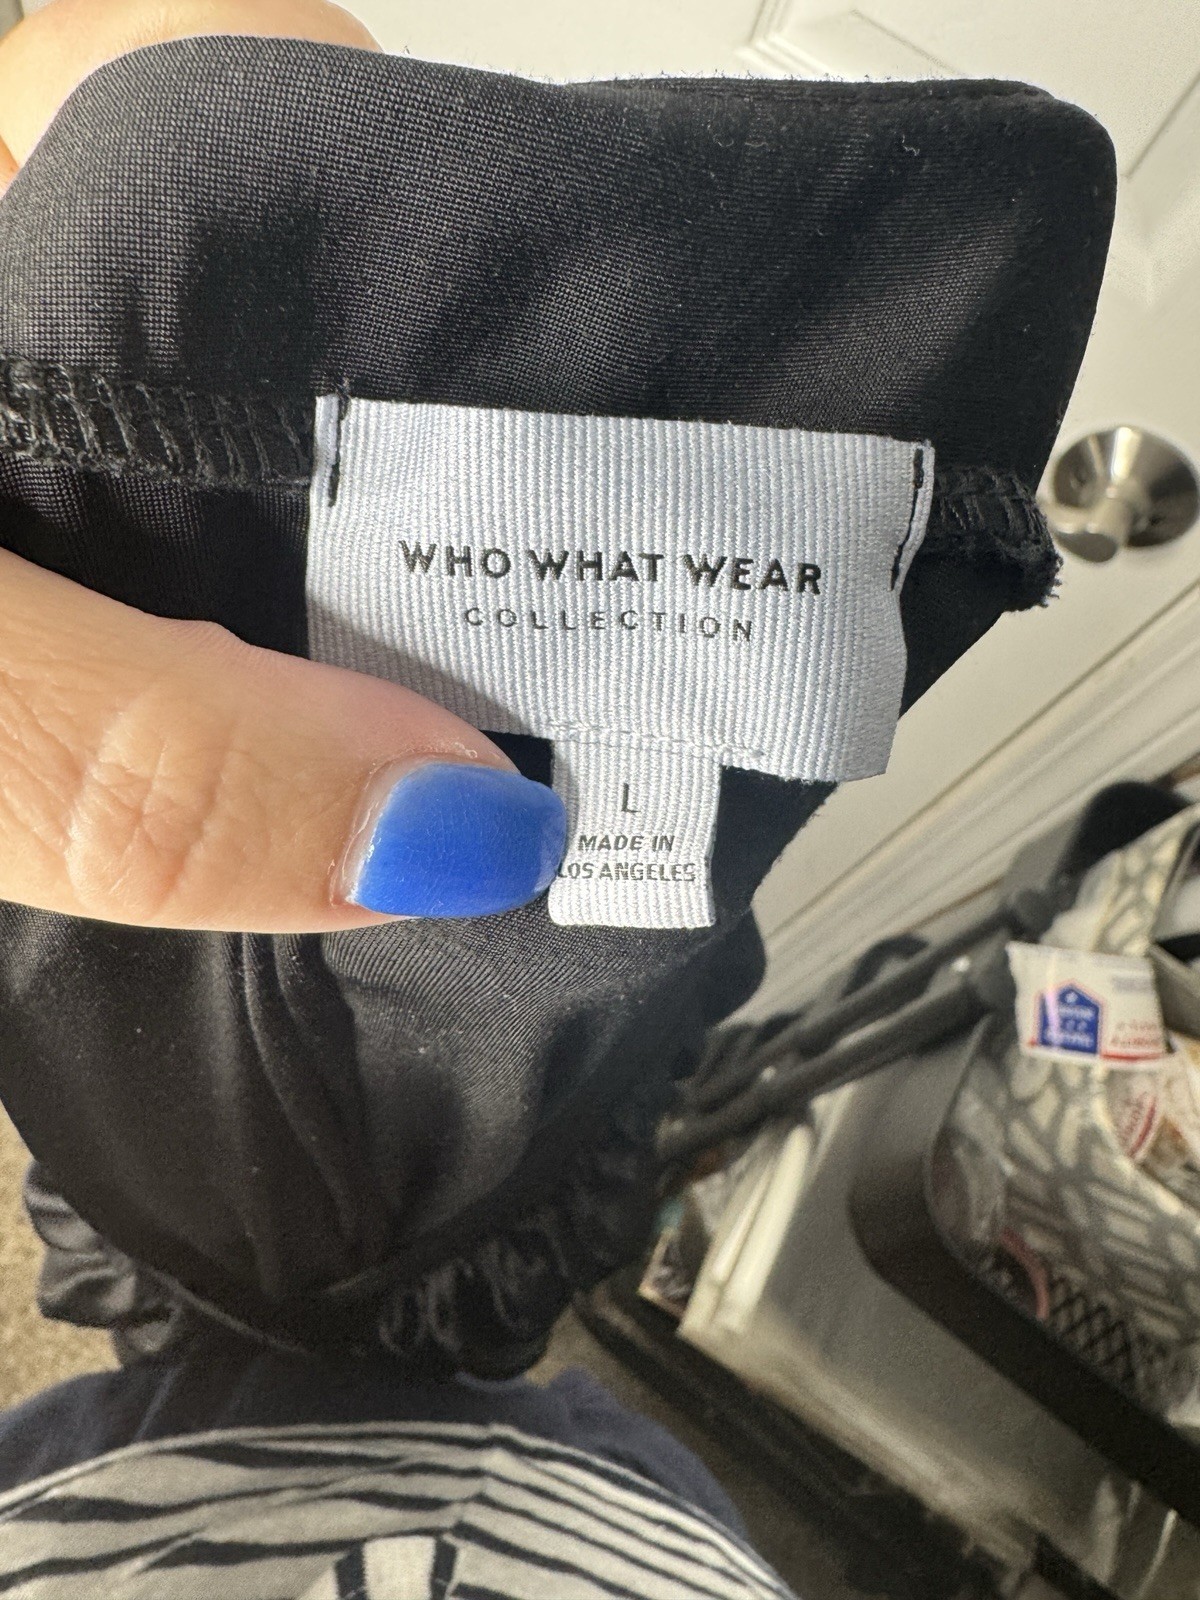 WHO WHAT WEAR
COLLECTION
L
MADE IN
LOS ANGELES